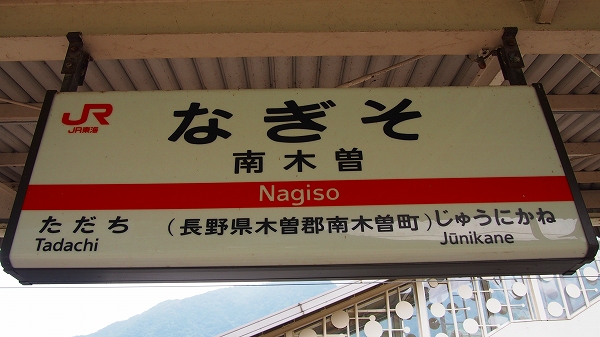 JR
JR東海
なぎそ
南木曽
Nagiso
ただち
Tadachi
(長野県木曽郡南木曽町)
じゅうにかね
Jūnikane